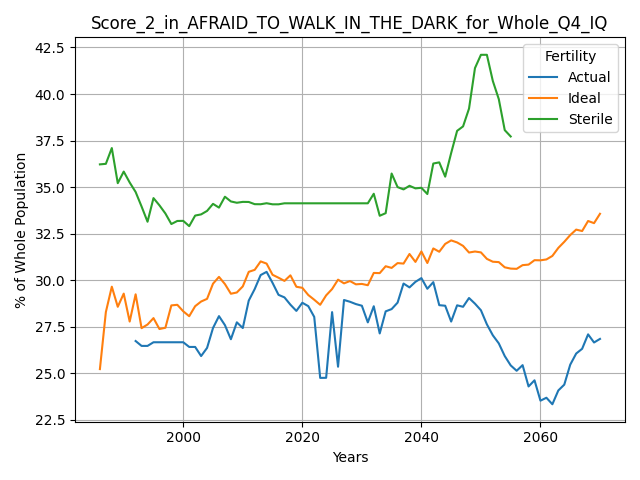 Score_2_in_AFRAID_TO_WALK_IN_THE_DARK_for_Whole_Q4_IQ
Fertility
Actual
Ideal
Sterile
% of Whole Population
42.5
40.0
37.5
35.0
32.5
30.0
27.5
25.0
22.5
2000
2020
2040
2060
Years